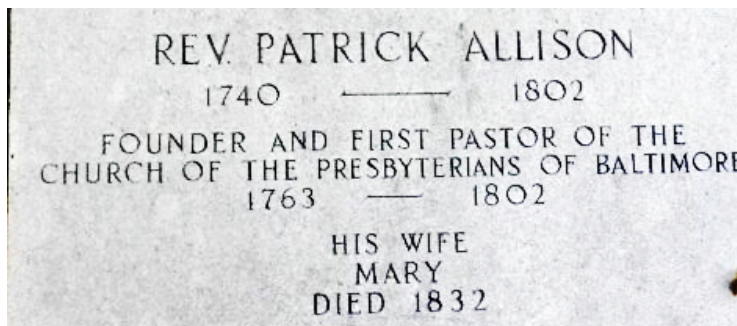 REV. PATRICK ALLISON
1740 — 1802
FOUNDER AND FIRST PASTOR OF THE
CHURCH OF THE PRESBYTERIANS OF BALTIMORE
1763 — 1802
HIS WIFE
MARY
DIED 1832